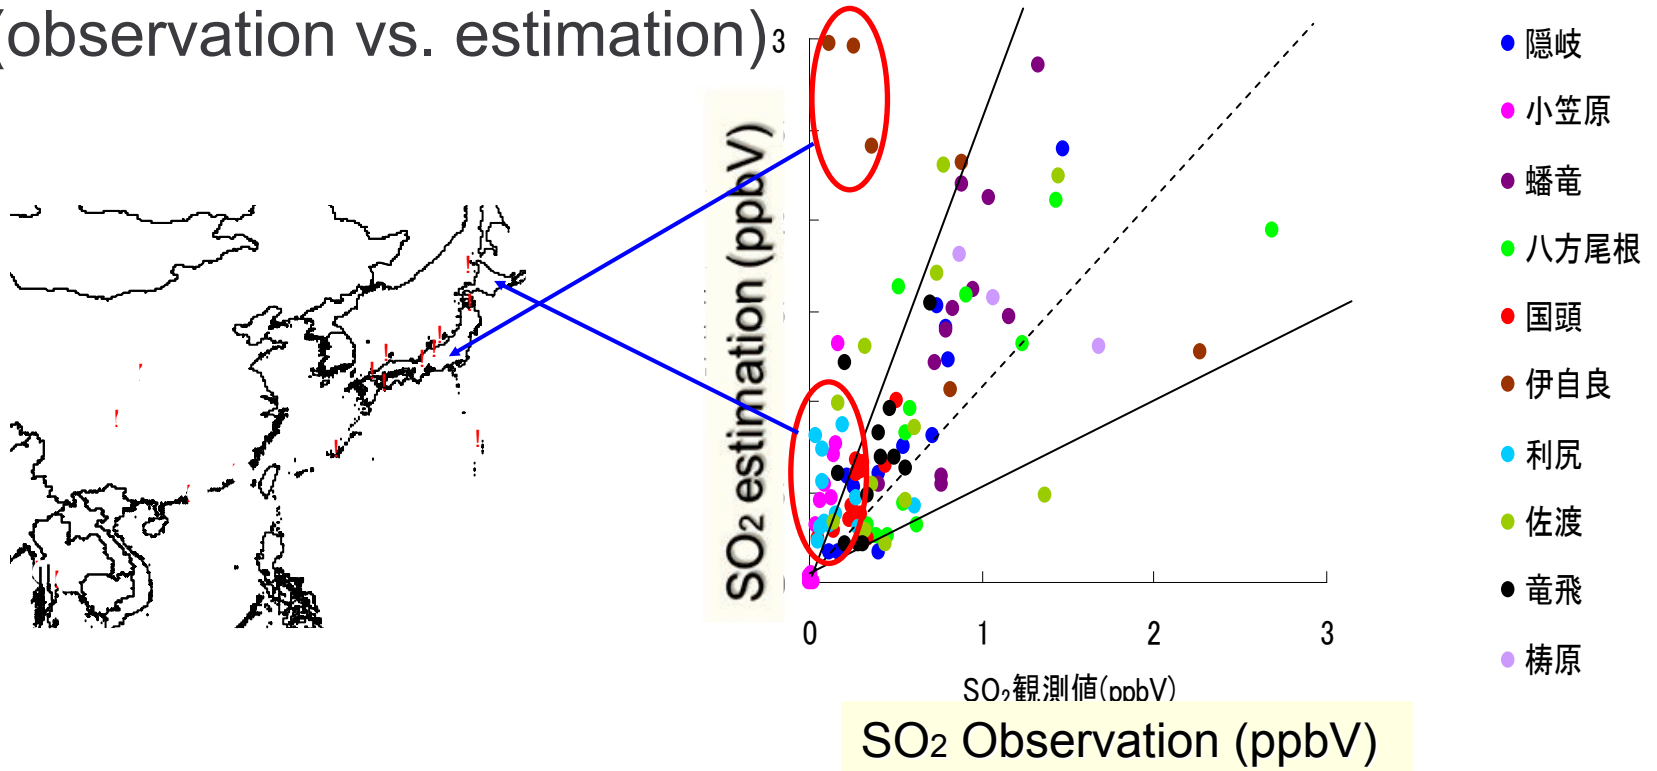 (observation vs. estimation)
3
SO2 estimation (ppbV)
0
1
2
3
SO₂観測値(ppbV)
SO2 Observation (ppbV)
隠岐
小笠原
蟠竜
八方尾根
国頭
伊自良
利尻
佐渡
竜飛
梼原